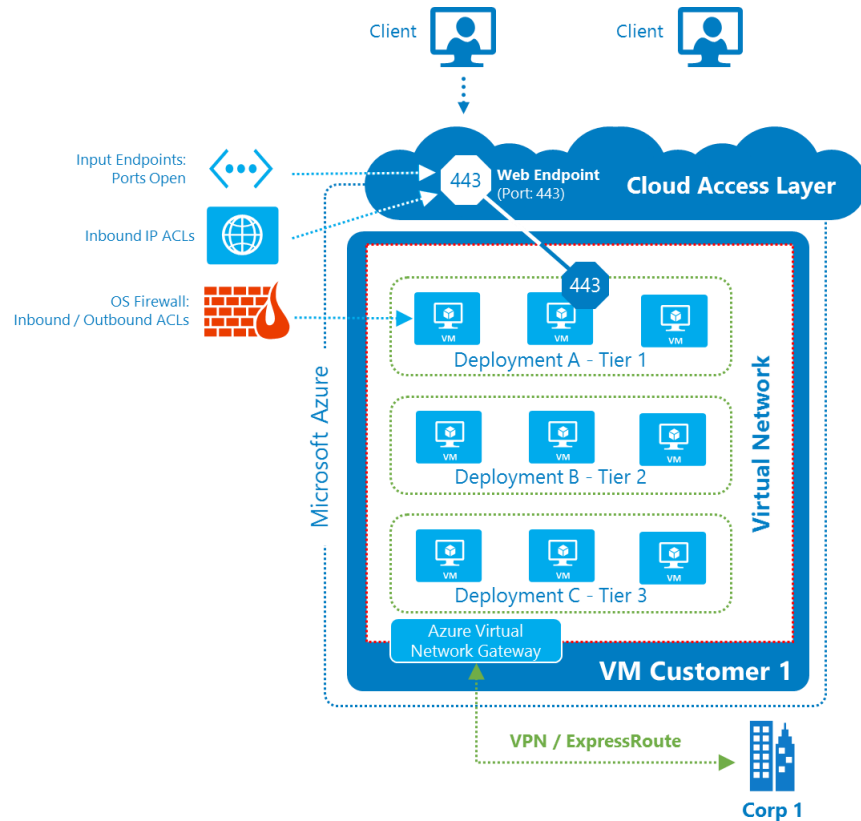 Client
Client
Input Endpoints:
Ports Open
443
Web Endpoint
(Port: 443)
Cloud Access Layer
Inbound IP ACLs
443
OS Firewall:
Inbound / Outbound ACLs
VM
VM
VM
Deployment A - Tier 1
Microsoft Azure
Virtual Network
VM
VM
VM
Deployment B - Tier 2
VM
VM
VM
Deployment C - Tier 3
Azure Virtual
Network Gateway
VM Customer 1
VPN / ExpressRoute
Corp 1